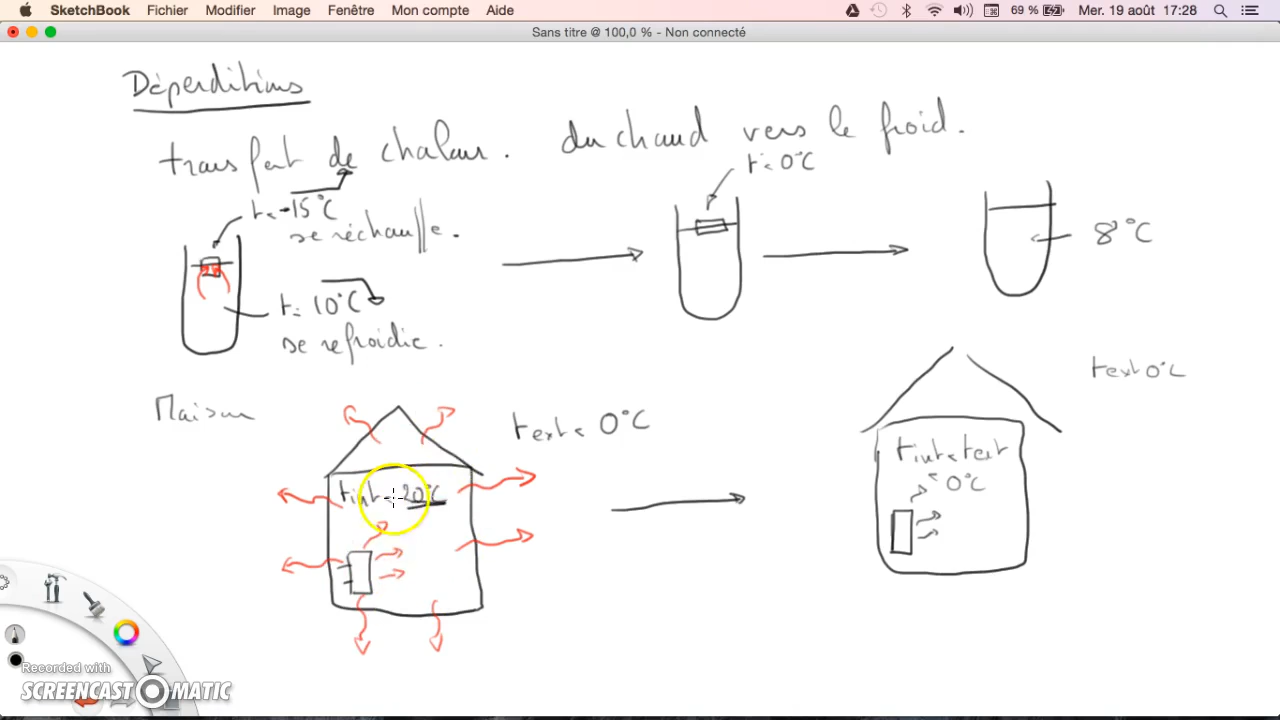 SketchBook Fichier Modifier Image Fenêtre Mon compte Aide 69 % Mer. 19 août 17:28
Sans titre @ 100,0 % - Non connecté
Déperditions
transfert de chaleur. du chaud vers le froid.
t=-15°C
se réchauffe.
t=0°C
8°C
t=10°C
se refroidie.
Maison
text=0°C
text 0°C
tint=20°C
tint=text
=0°C
Recorded with
SCREENCAST-O-MATIC